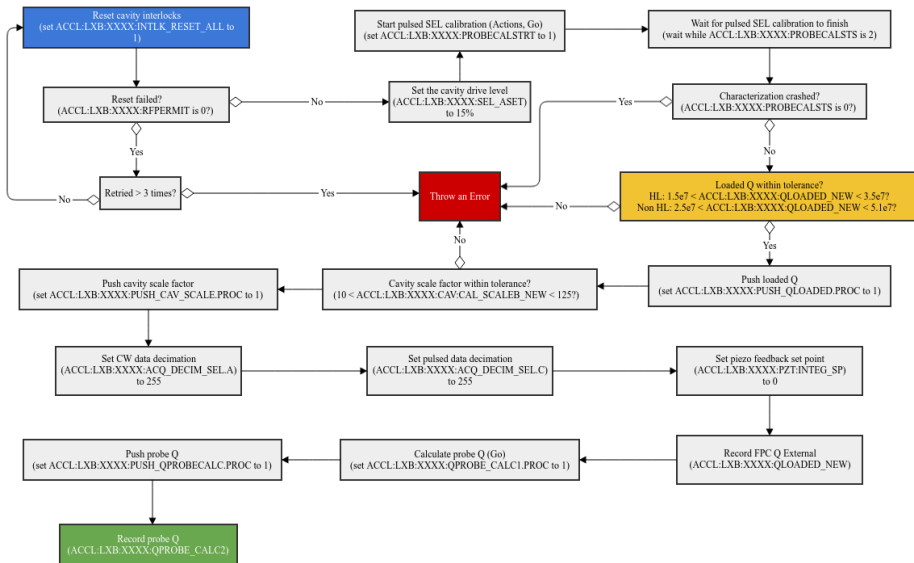 Reset cavity interlocks
(set ACCL:LXB:XXXX:INTLK_RESET_ALL to
1)
Start pulsed SEL calibration (Actions, Go)
(set ACCL:LXB:XXXX:PROBECALSTRT to 1)
Wait for pulsed SEL calibration to finish
(wait while ACCL:LXB:XXXX:PROBECALSTS is 2)
Reset failed?
(ACCL:LXB:XXXX:RFPERMIT is 0?)
No
Set the cavity drive level
(ACCL:LXB:XXXX:SEL_ASET)
to 15%
Yes
Characterization crashed?
(ACCL:LXB:XXXX:PROBECALSTS is 0?)
Yes
No
No
Retried > 3 times?
Yes
Throw an Error
No
Loaded Q within tolerance?
HL: 1.5e7 < ACCL:LXB:XXXX:QLOADED_NEW < 3.5e7?
Non HL: 2.5e7 < ACCL:LXB:XXXX:QLOADED_NEW < 5.1e7?
No
Yes
Push cavity scale factor
(set ACCL:LXB:XXXX:PUSH_CAV_SCALE.PROC to 1)
Cavity scale factor within tolerance?
(10 < ACCL:LXB:XXXX:CAV:CAL_SCALEB_NEW < 125?)
Push loaded Q
(set ACCL:LXB:XXXX:PUSH_QLOADED.PROC to 1)
Set CW data decimation
(ACCL:LXB:XXXX:ACQ_DECIM_SEL.A)
to 255
Set pulsed data decimation
(ACCL:LXB:XXXX:ACQ_DECIM_SEL.C)
to 255
Set piezo feedback set point
(ACCL:LXB:XXXX:PZT:INTEG_SP)
to 0
Push probe Q
(set ACCL:LXB:XXXX:PUSH_QPROBECALC.PROC to 1)
Calculate probe Q (Go)
(set ACCL:LXB:XXXX:QPROBE_CALC1.PROC to 1)
Record FPC Q External
(ACCL:LXB:XXXX:QLOADED_NEW)
Record probe Q
(ACCL:LXB:XXXX:QPROBE_CALC2)